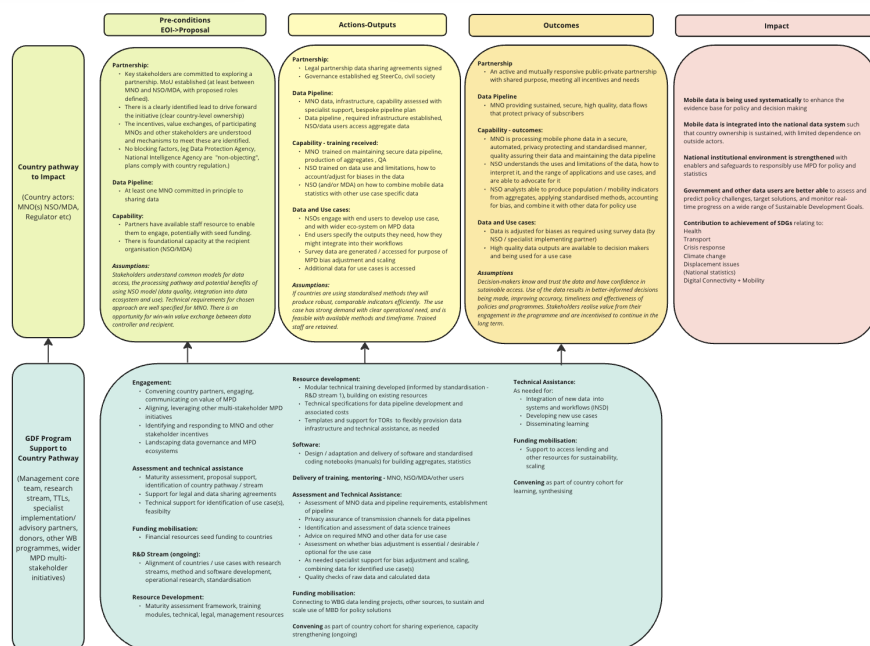 Pre-conditions
EOI->Proposal
Actions-Outputs
Outcomes
Impact
Country pathway
to Impact
(Country actors:
MNO(s) NSO/MDA,
Regulator etc)
Partnership:
• Key stakeholders are committed to exploring a
partnership. MoU established (at least between
MNO and NSO/MDA, with proposed roles
defined).
• There is a clearly identified lead to drive forward
the initiative (clear country-level ownership)
• The incentives, value exchanges, of participating
MNOs and other stakeholders are understood
and mechanisms to meet these are identified.
• No blocking factors, (eg Data Protection Agency,
National Intelligence Agency are "non-objecting",
plans comply with country regulation.)
Data Pipeline:
• At least one MNO committed in principle to
sharing data
Capability:
• Partners have available staff resource to enable
them to engage, potentially with seed funding.
• There is foundational capacity at the recipient
organisation (NSO/MDA)
Assumptions:
Stakeholders understand common models for data
access, the processing pathway and potential benefits of
using NSO model (data quality, integration into data
ecosystem and use). Technical requirements for chosen
approach are well specified for MNO. There is an
opportunity for win-win value exchange between data
controller and recipient.
Partnership:
• Legal partnership data sharing agreements signed
• Governance established eg SteerCo, civil society
Data Pipeline:
• MNO data, infrastructure, capability assessed with
specialist support, bespoke pipeline plan
• Data pipeline , required infrastructure established,
NSO/data users access aggregate data
Capability - training received:
• MNO trained on maintaining secure data pipeline,
production of aggregates , QA
• NSO trained on data use and limitations, how to
account/adjust for biases in the data
• NSO (and/or MDA) on how to combine mobile data
statistics with other use case specific data
Data and Use cases:
• NSOs engage with end users to develop use case,
and with wider eco-system on MPD data
• End users specify the outputs they need, how they
might integrate into their workflows
• Survey data are generated / accessed for purpose of
MPD bias adjustment and scaling
• Additional data for use cases is accessed
Assumptions:
If countries are using standardised methods they will
produce robust, comparable indicators efficiently. The use
case has strong demand with clear operational need, and is
feasible with available methods and timeframe. Trained
staff are retained.
Partnership
• An active and mutually responsive public-private partnership
with shared purpose, meeting all incentives and needs
Data Pipeline
• MNO providing sustained, secure, high quality, data flows
that protect privacy of subscribers
Capability - outcomes:
• MNO is processing mobile phone data in a secure,
automated, privacy protecting and standardised manner,
quality assuring their data and maintaining the data pipeline
• NSO understands the uses and limitations of the data, how to
interpret it, and the range of applications and use cases, and
are able to advocate for it
• NSO analysts able to produce population / mobility indicators
from aggregates, applying standardised methods, accounting
for bias, and combine it with other data for policy use
Data and Use cases:
• Data is adjusted for biases as required using survey data (by
NSO / specialist implementing partner)
• High quality data outputs are available to decision makers
and being used for a use case
Assumptions
Decision-makers know and trust the data and have confidence in
sustainable access. Use of the data results in better-informed decisions
being made, improving accuracy, timeliness and effectiveness of
policies and programmes. Stakeholders realise value from their
engagement in the programme and are incentivised to continue in the
long term.
Mobile data is being used systematically to enhance the
evidence base for policy and decision making
Mobile data is integrated into the national data system such
that country ownership is sustained, with limited dependence on
outside actors.
National institutional environment is strengthened with
enablers and safeguards to responsibly use MPD for policy and
statistics
Government and other data users are better able to assess and
predict policy challenges, target solutions, and monitor real-
time progress on a wide range of Sustainable Development Goals.
Contribution to achievement of SDGs relating to:
Health
Transport
Crisis response
Climate change
Displacement issues
(National statistics)
Digital Connectivity + Mobility
GDF Program
Support to
Country Pathway
(Management core
team, research
stream, TTLs,
specialist
implementation/
advisory partners,
donors, other WB
programmes, wider
MPD multi-
stakeholder
initiatives)
Engagement:
• Convening country partners, engaging,
communicating on value of MPD
• Aligning, leveraging other multi-stakeholder MPD
initiatives
• Identifying and responding to MNO and other
stakeholder incentives
• Landscaping data governance and MPD
ecosystems
Assessment and technical assistance
• Maturity assessment, proposal support,
identification of country pathway / stream
• Support for legal and data sharing agreements
• Technical support for identification of use case(s),
feasibilty
Funding mobilisation:
• Financial resources seed funding to countries
R&D Stream (ongoing):
• Alignment of countries / use cases with research
streams, method and software development,
operational research, standardisation
Resource Development:
• Maturity assessment framework, training
modules, technical, legal, management resources
Resource development:
• Modular technical training developed (informed by standardisation -
R&D stream 1), building on existing resources
• Technical specifications for data pipeline development and
associated costs
• Templates and support for TORs to flexibly provision data
infrastructure and technical assistance, as needed
Software:
• Design / adaptation and delivery of software and standardised
coding notebooks (manuals) for building aggregates, statistics
Delivery of training, mentoring - MNO, NSO/MDA/other users
Assessment and Technical Assistance:
• Assessment of MNO data and pipeline requirements, establishment
of pipeline
• Privacy assurance of transmission channels for data pipelines
• Identification and assessment of data science trainees
• Advice on required MNO and other data for use case
• Assessment on whether bias adjustment is essential / desirable /
optional for the use case
• As needed specialist support for bias adjustment and scaling,
combining data for identified use case(s)
• Quality checks of raw data and calculated data
Funding mobilisation:
Connecting to WBG data lending projects, other sources, to sustain and
scale use of MBD for policy solutions
Convening as part of country cohort for sharing experience, capacity
strengthening (ongoing)
Technical Assistance:
As needed for:
• Integration of new data into
systems and workflows (INSD)
• Developing new use cases
• Disseminating learning
Funding mobilisation:
• Support to access lending and
other resources for sustainability,
scaling
Convening as part of country cohort for
learning, synthesising